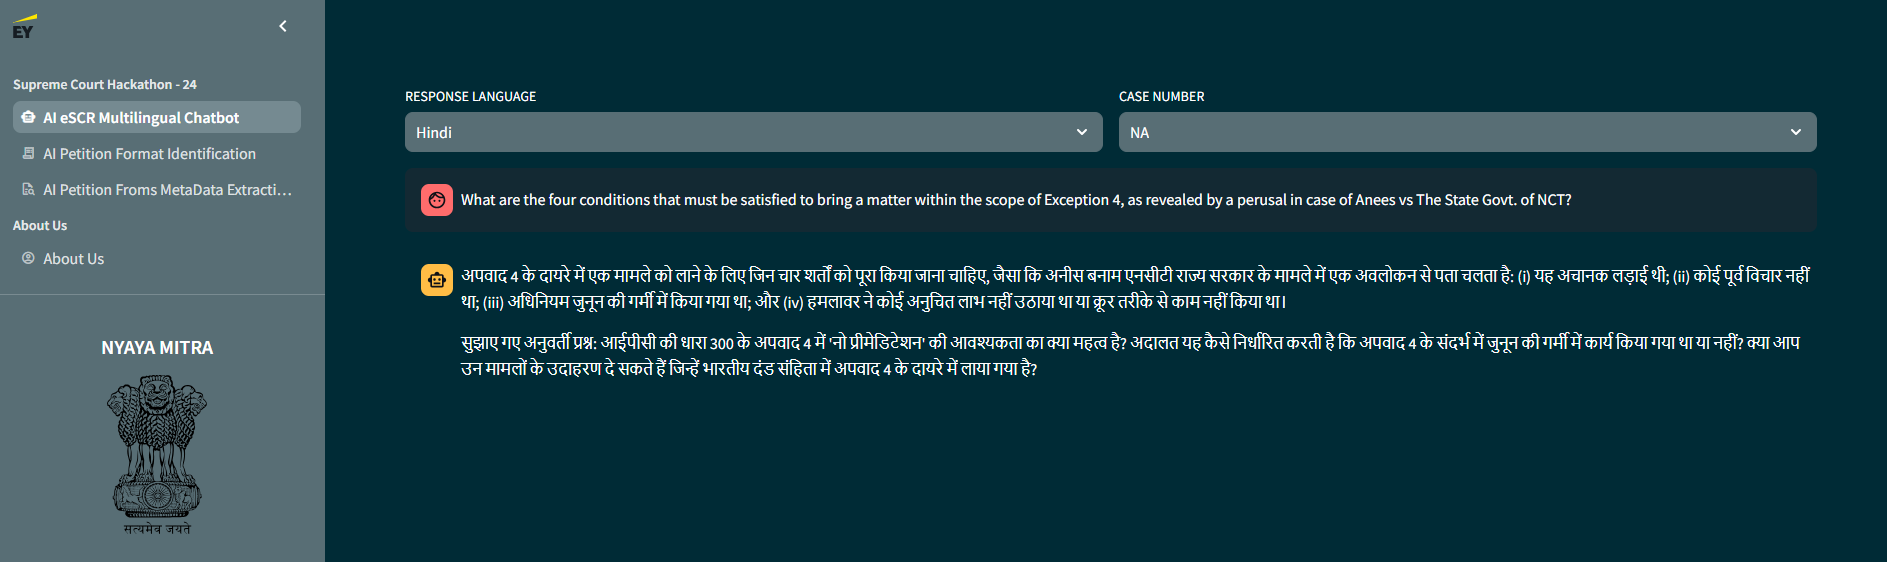 EY
Supreme Court Hackathon - 24
AI eSCR Multilingual Chatbot
AI Petition Format Identification
AI Petition Froms MetaData Extracti...
About Us
About Us
NYAYA MITRA
सत्यमेव जयते
RESPONSE LANGUAGE
Hindi
CASE NUMBER
NA
What are the four conditions that must be satisfied to bring a matter within the scope of Exception 4, as revealed by a perusal in case of Anees vs The State Govt. of NCT?
अपवाद 4 के दायरे में एक मामले को लाने के लिए जिन चार शर्तों को पूरा किया जाना चाहिए, जैसा कि अनीस बनाम एनसीटी राज्य सरकार के मामले में एक अवलोकन से पता चलता है: (i) यह अचानक लड़ाई थी; (ii) कोई पूर्व विचार नहीं
था; (iii) अधिनियम जुनून की गर्मी में किया गया था; और (iv) हमलावर ने कोई अनुचित लाभ नहीं उठाया था या क्रूर तरीके से काम नहीं किया था।
सुझाए गए अनुवर्ती प्रश्न: आईपीसी की धारा 300 के अपवाद 4 में 'नो प्रीमेडिटेशन' की आवश्यकता का क्या महत्व है? अदालत यह कैसे निर्धारित करती है कि अपवाद 4 के संदर्भ में जुनून की गर्मी में कार्य किया गया था या नहीं? क्या आप
उन मामलों के उदाहरण दे सकते हैं जिन्हें भारतीय दंड संहिता में अपवाद 4 के दायरे में लाया गया है?